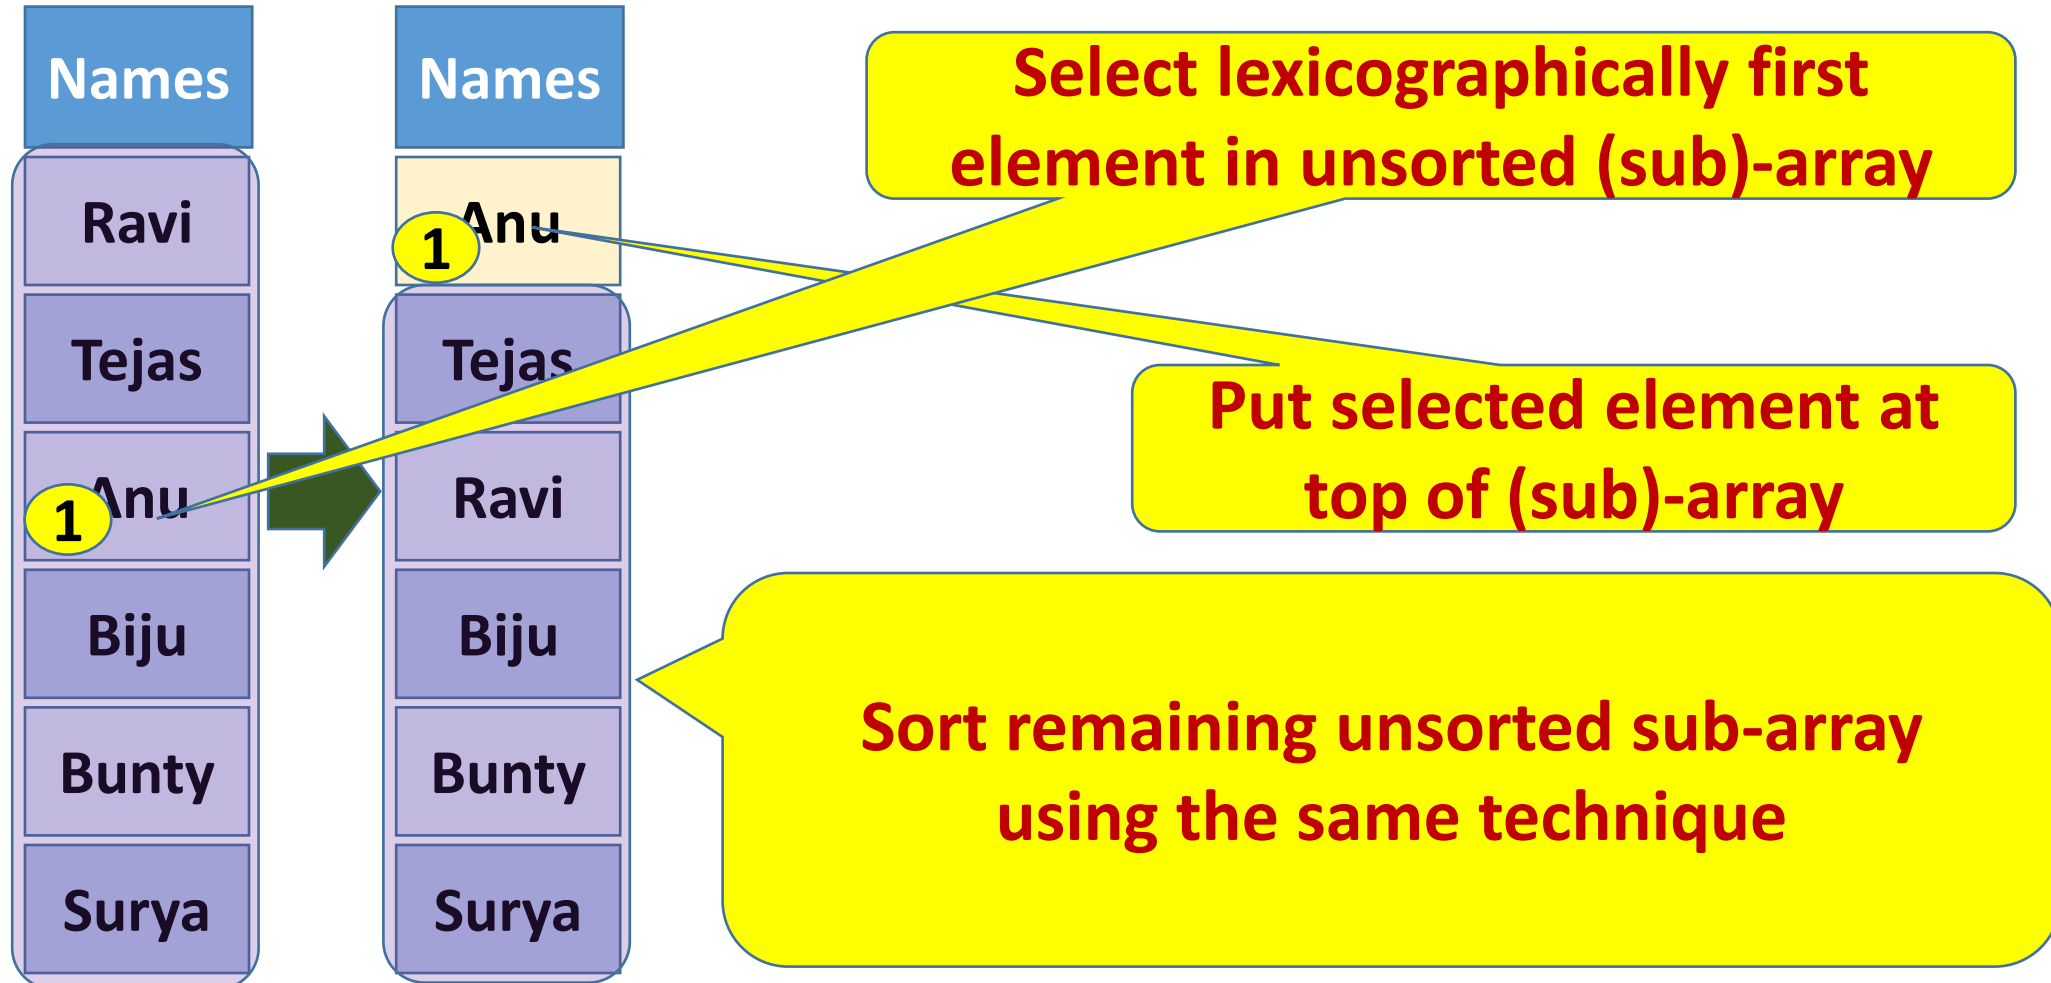 Names
Ravi
Tejas
Anu
1
Biju
Bunty
Surya
Names
Anu
1
Tejas
Ravi
Biju
Bunty
Surya
Select lexicographically first
element in unsorted (sub)-array
Put selected element at
top of (sub)-array
Sort remaining unsorted sub-array
using the same technique